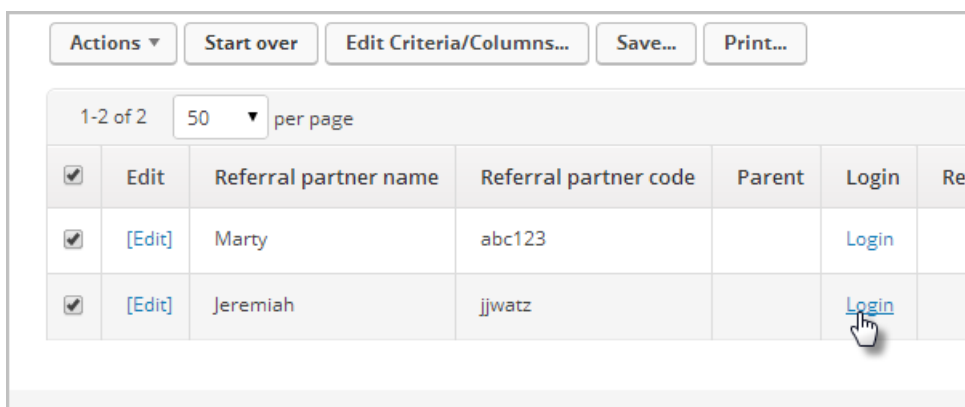 Actions ▼ Start over Edit Criteria/Columns... Save... Print...
1-2 of 2 50 ▼ per page
Edit Referral partner name Referral partner code Parent Login Re
[Edit] Marty abc123 Login
[Edit] Jeremiah jjwatz Login